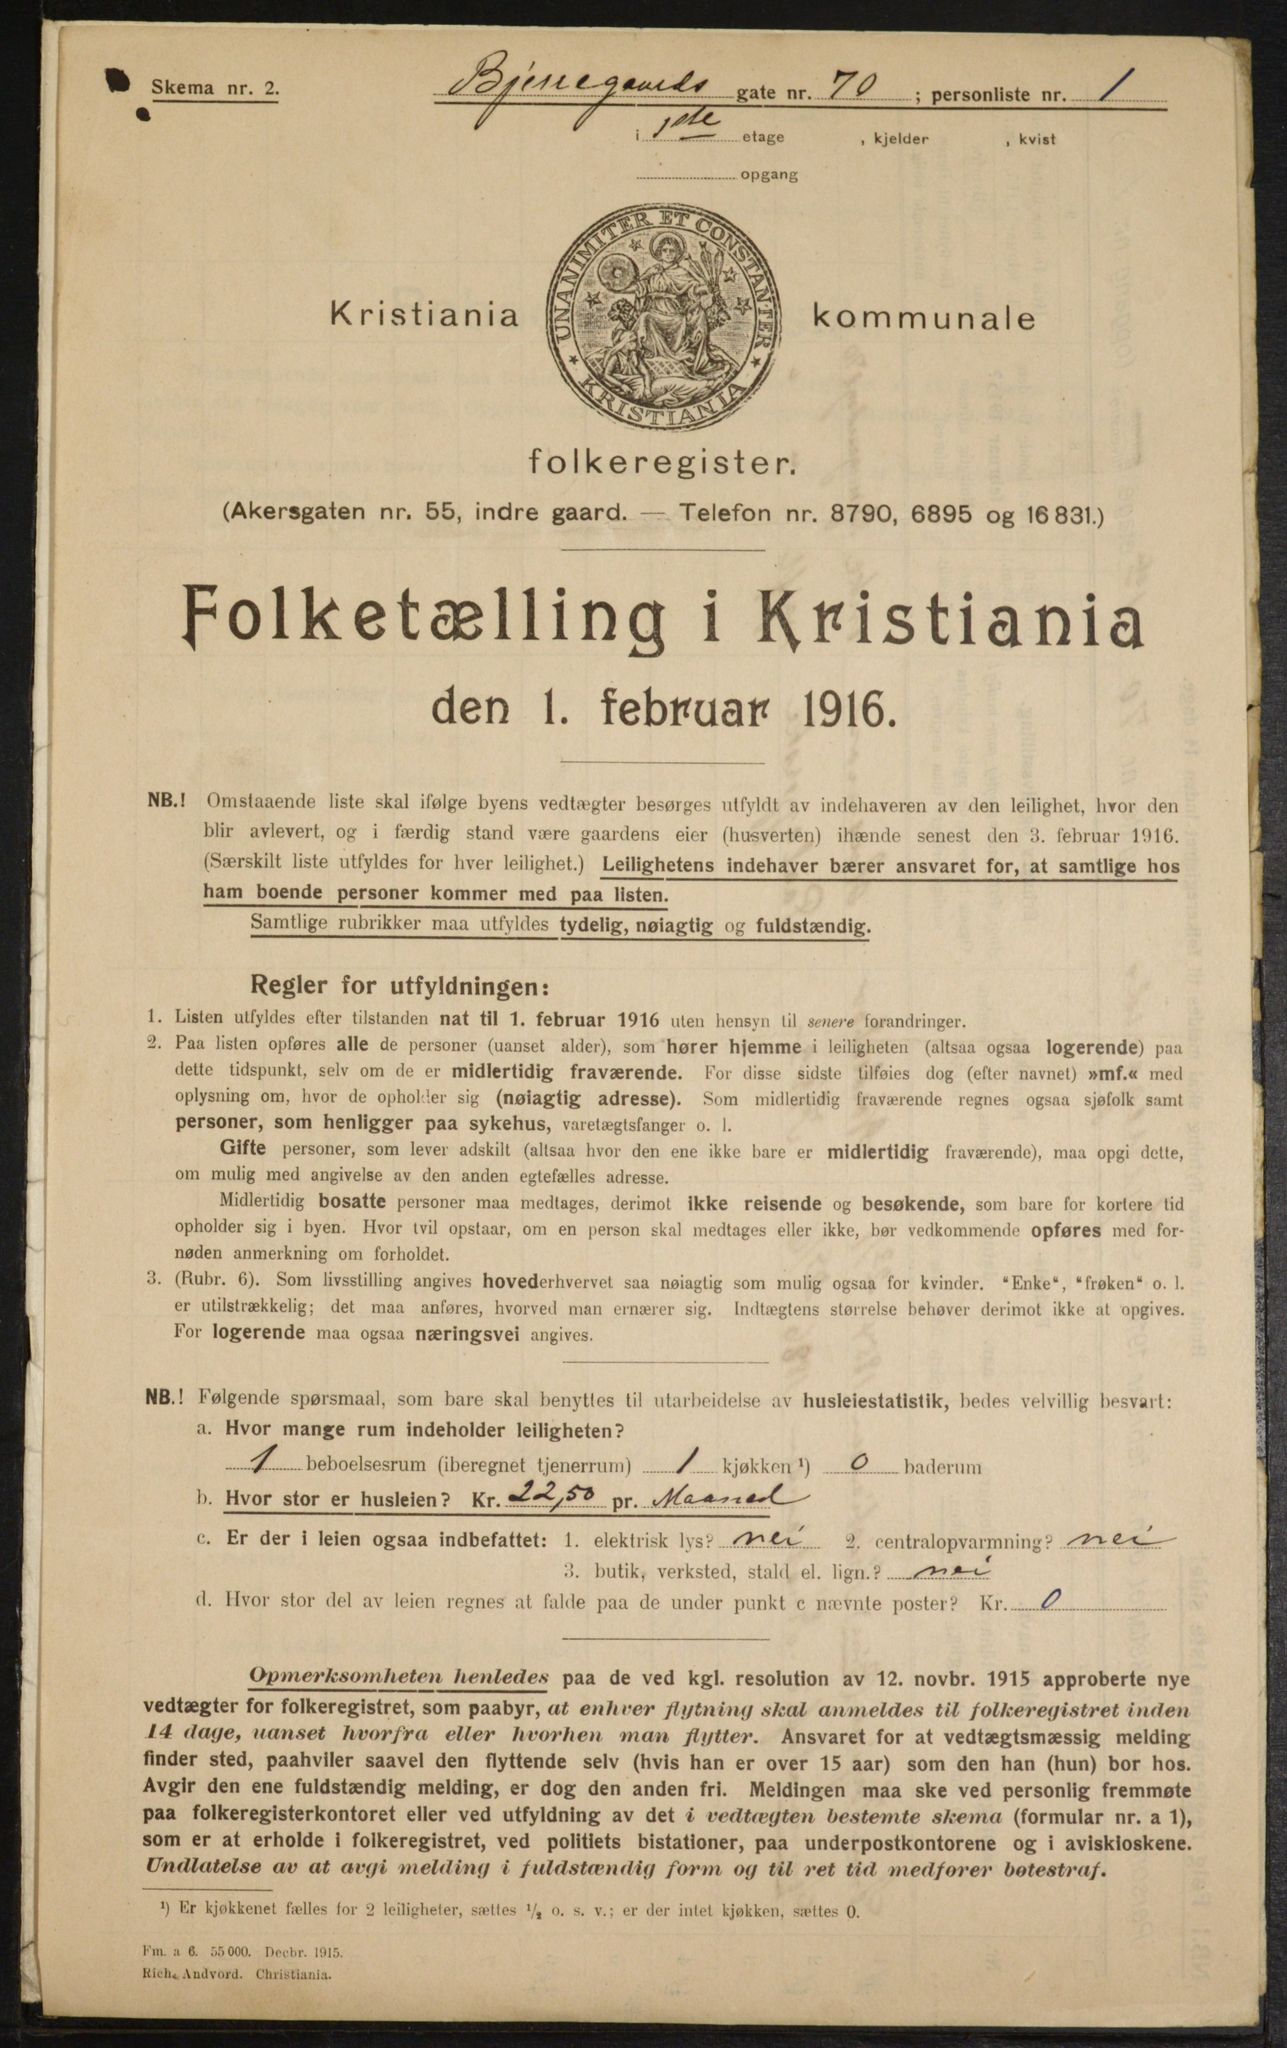 Skema nr. 2.
Bjerregaards gate nr. 70 ; personliste nr. 1
i 1ste etage , kjelder , kvist
opgang
UNANIMITER ET CONSTANTER
KRISTIANIA
Kristiania kommunale
folkeregister.
(Akersgaten nr. 55, indre gaard. — Telefon nr. 8790, 6895 og 16 831.)
Folketælling i Kristiania
den 1. februar 1916.
NB.! Omstaaende liste skal ifølge byens vedtægter besørges utfyldt av indehaveren av den leilighet, hvor den
blir avlevert, og i færdig stand være gaardens eier (husverten) ihænde senest den 3. februar 1916.
(Særskilt liste utfyldes for hver leilighet.) Leilighetens indehaver bærer ansvaret for, at samtlige hos
ham boende personer kommer med paa listen.
Samtlige rubrikker maa utfyldes tydelig, nøiagtig og fuldstændig.
Regler for utfyldningen:
1. Listen utfyldes efter tilstanden nat til 1. februar 1916 uten hensyn til senere forandringer.
2. Paa listen opføres alle de personer (uanset alder), som hører hjemme i leiligheten (altsaa ogsaa logerende) paa
dette tidspunkt, selv om de er midlertidig fraværende. For disse sidste tilføies dog (efter navnet) »mf.« med
oplysning om, hvor de opholder sig (nøiagtig adresse). Som midlertidig fraværende regnes ogsaa sjøfolk samt
personer, som henligger paa sykehus, varetægtsfanger o. l.
Gifte personer, som lever adskilt (altsaa hvor den ene ikke bare er midlertidig fraværende), maa opgi dette,
om mulig med angivelse av den anden egtefælles adresse.
Midlertidig bosatte personer maa medtages, derimot ikke reisende og besøkende, som bare for kortere tid
opholder sig i byen. Hvor tvil opstaar, om en person skal medtages eller ikke, bør vedkommende opføres med for-
nøden anmerkning om forholdet.
3. (Rubr. 6). Som livsstilling angives hovederhvervet saa nøiagtig som mulig ogsaa for kvinder. "Enke", "frøken" o. l.
er utilstrækkelig; det maa anføres, hvorved man ernærer sig. Indtægtens størrelse behøver derimot ikke at opgives.
For logerende maa ogsaa næringsvei angives.
NB.! Følgende spørsmaal, som bare skal benyttes til utarbeidelse av husleiestatistik, bedes velvillig besvart:
a. Hvor mange rum indeholder leiligheten?
1 beboelsesrum (iberegnet tjenerrum) 1 kjøkken ¹) 0 baderum
b. Hvor stor er husleien? Kr. 22,50 pr. Maaned
c. Er der i leien ogsaa indbefattet: 1. elektrisk lys? nei 2. centralopvarmning? nei
3. butik, verksted, stald el. lign.? nei
d. Hvor stor del av leien regnes at falde paa de under punkt c nævnte poster? Kr. 0
Opmerksomheten henledes paa de ved kgl. resolution av 12. novbr. 1915 approberte nye
vedtægter for folkeregistret, som paabyr, at enhver flytning skal anmeldes til folkeregistret inden
14 dage, uanset hvorfra eller hvorhen man flytter. Ansvaret for at vedtægtsmæssig melding
finder sted, paahviler saavel den flyttende selv (hvis han er over 15 aar) som den han (hun) bor hos.
Avgir den ene fuldstændig melding, er dog den anden fri. Meldingen maa ske ved personlig fremmøte
paa folkeregisterkontoret eller ved utfyldning av det i vedtægten bestemte skema (formular nr. a 1),
som er at erholde i folkeregistret, ved politiets bistationer, paa underpostkontorene og i aviskioskene.
Undlatelse av at avgi melding i fuldstændig form og til ret tid medfører bøtestraf.
¹) Er kjøkkenet fælles for 2 leiligheter, sættes ½ o. s. v.; er der intet kjøkken, sættes 0.
Fm. a 6. 55 000. Decbr. 1915.
Rich. Andvord. Christiania.